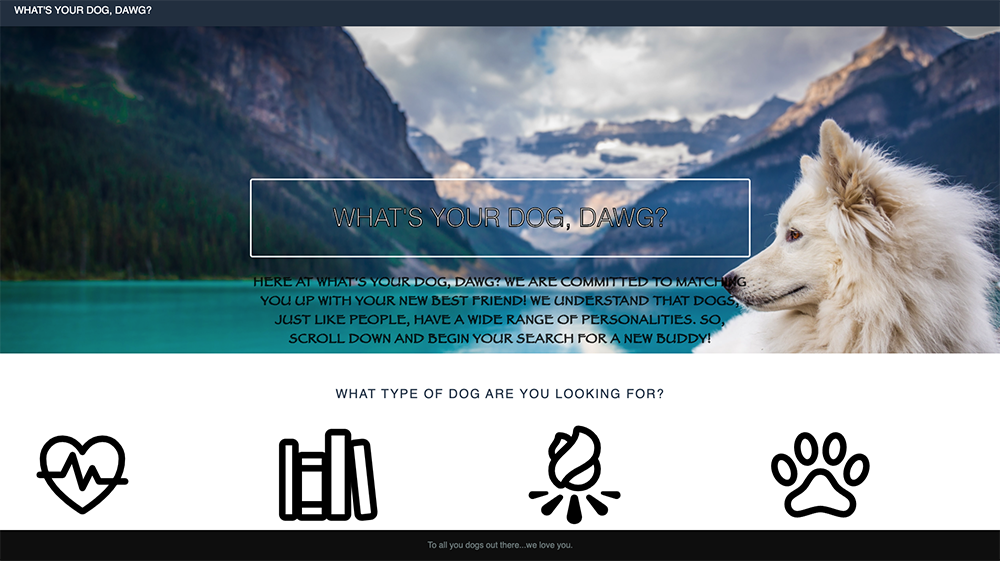 WHAT'S YOUR DOG, DAWG?
WHAT'S YOUR DOG, DAWG?
HERE AT WHAT'S YOUR DOG, DAWG? WE ARE COMMITTED TO MATCHING
YOU UP WITH YOUR NEW BEST FRIEND! WE UNDERSTAND THAT DOGS,
JUST LIKE PEOPLE, HAVE A WIDE RANGE OF PERSONALITIES. SO,
SCROLL DOWN AND BEGIN YOUR SEARCH FOR A NEW BUDDY!
WHAT TYPE OF DOG ARE YOU LOOKING FOR?
To all you dogs out there...we love you.